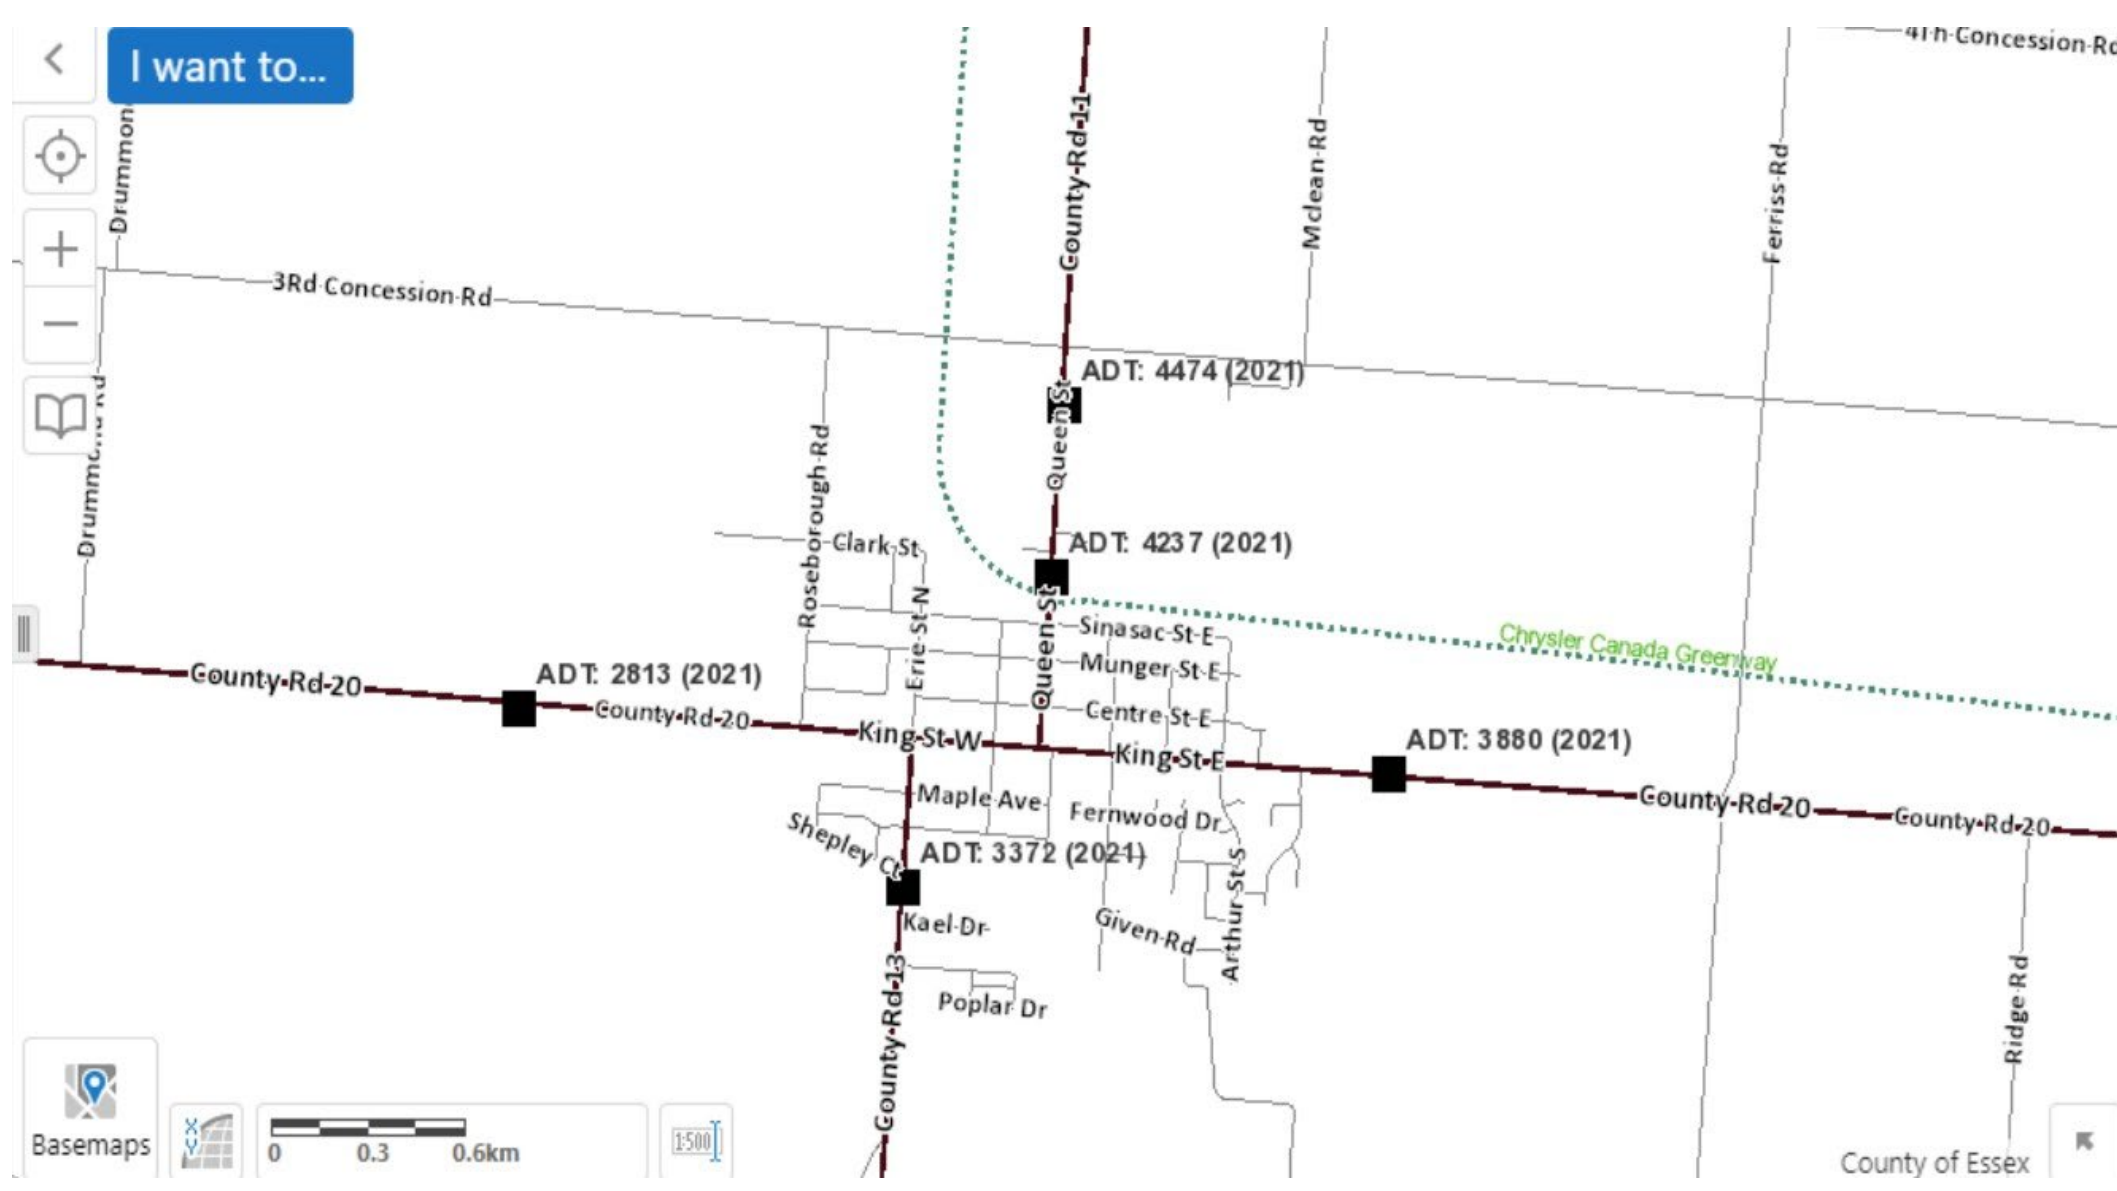 I want to...
4Th Concession Rd
Drummon
County Rd 11
Mclean Rd
Ferriss Rd
3Rd Concession Rd
ADT: 4474 (2021)
Queen St
Drummond Rd
Roseborough Rd
Clark St
ADT: 4237 (2021)
Erie St N
Queen St
Sinasac St E
Chrysler Canada Greenway
Munger St E
County Rd 20
ADT: 2813 (2021)
County Rd 20
Centre St E
King St W
King St E
ADT: 3880 (2021)
County Rd 20
County Rd 20
Maple Ave
Fernwood Dr
Shepley Ct
ADT: 3372 (2021)
Arthur St S
Kael Dr
Given Rd
County Rd 13
Poplar Dr
Ridge Rd
Basemaps
X
Y
0 0.3 0.6km
1:500
County of Essex